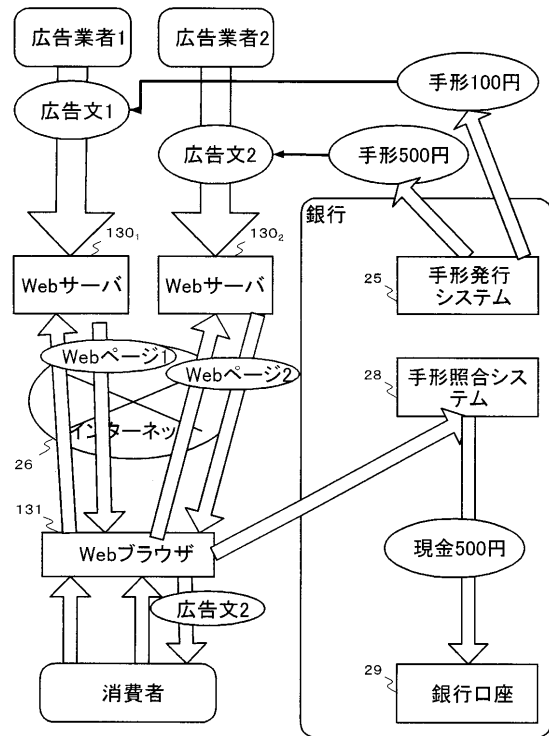 広告業者1
広告業者2
広告文1
手形100円
広告文2
手形500円
銀行
130₁
130₂
Webサーバ
Webサーバ
25
手形発行
システム
Webページ1
Webページ2
28
手形照合シス
テム
インターネッ
26
131
Webブラウザ
現金500円
広告文2
29
消費者
銀行口座